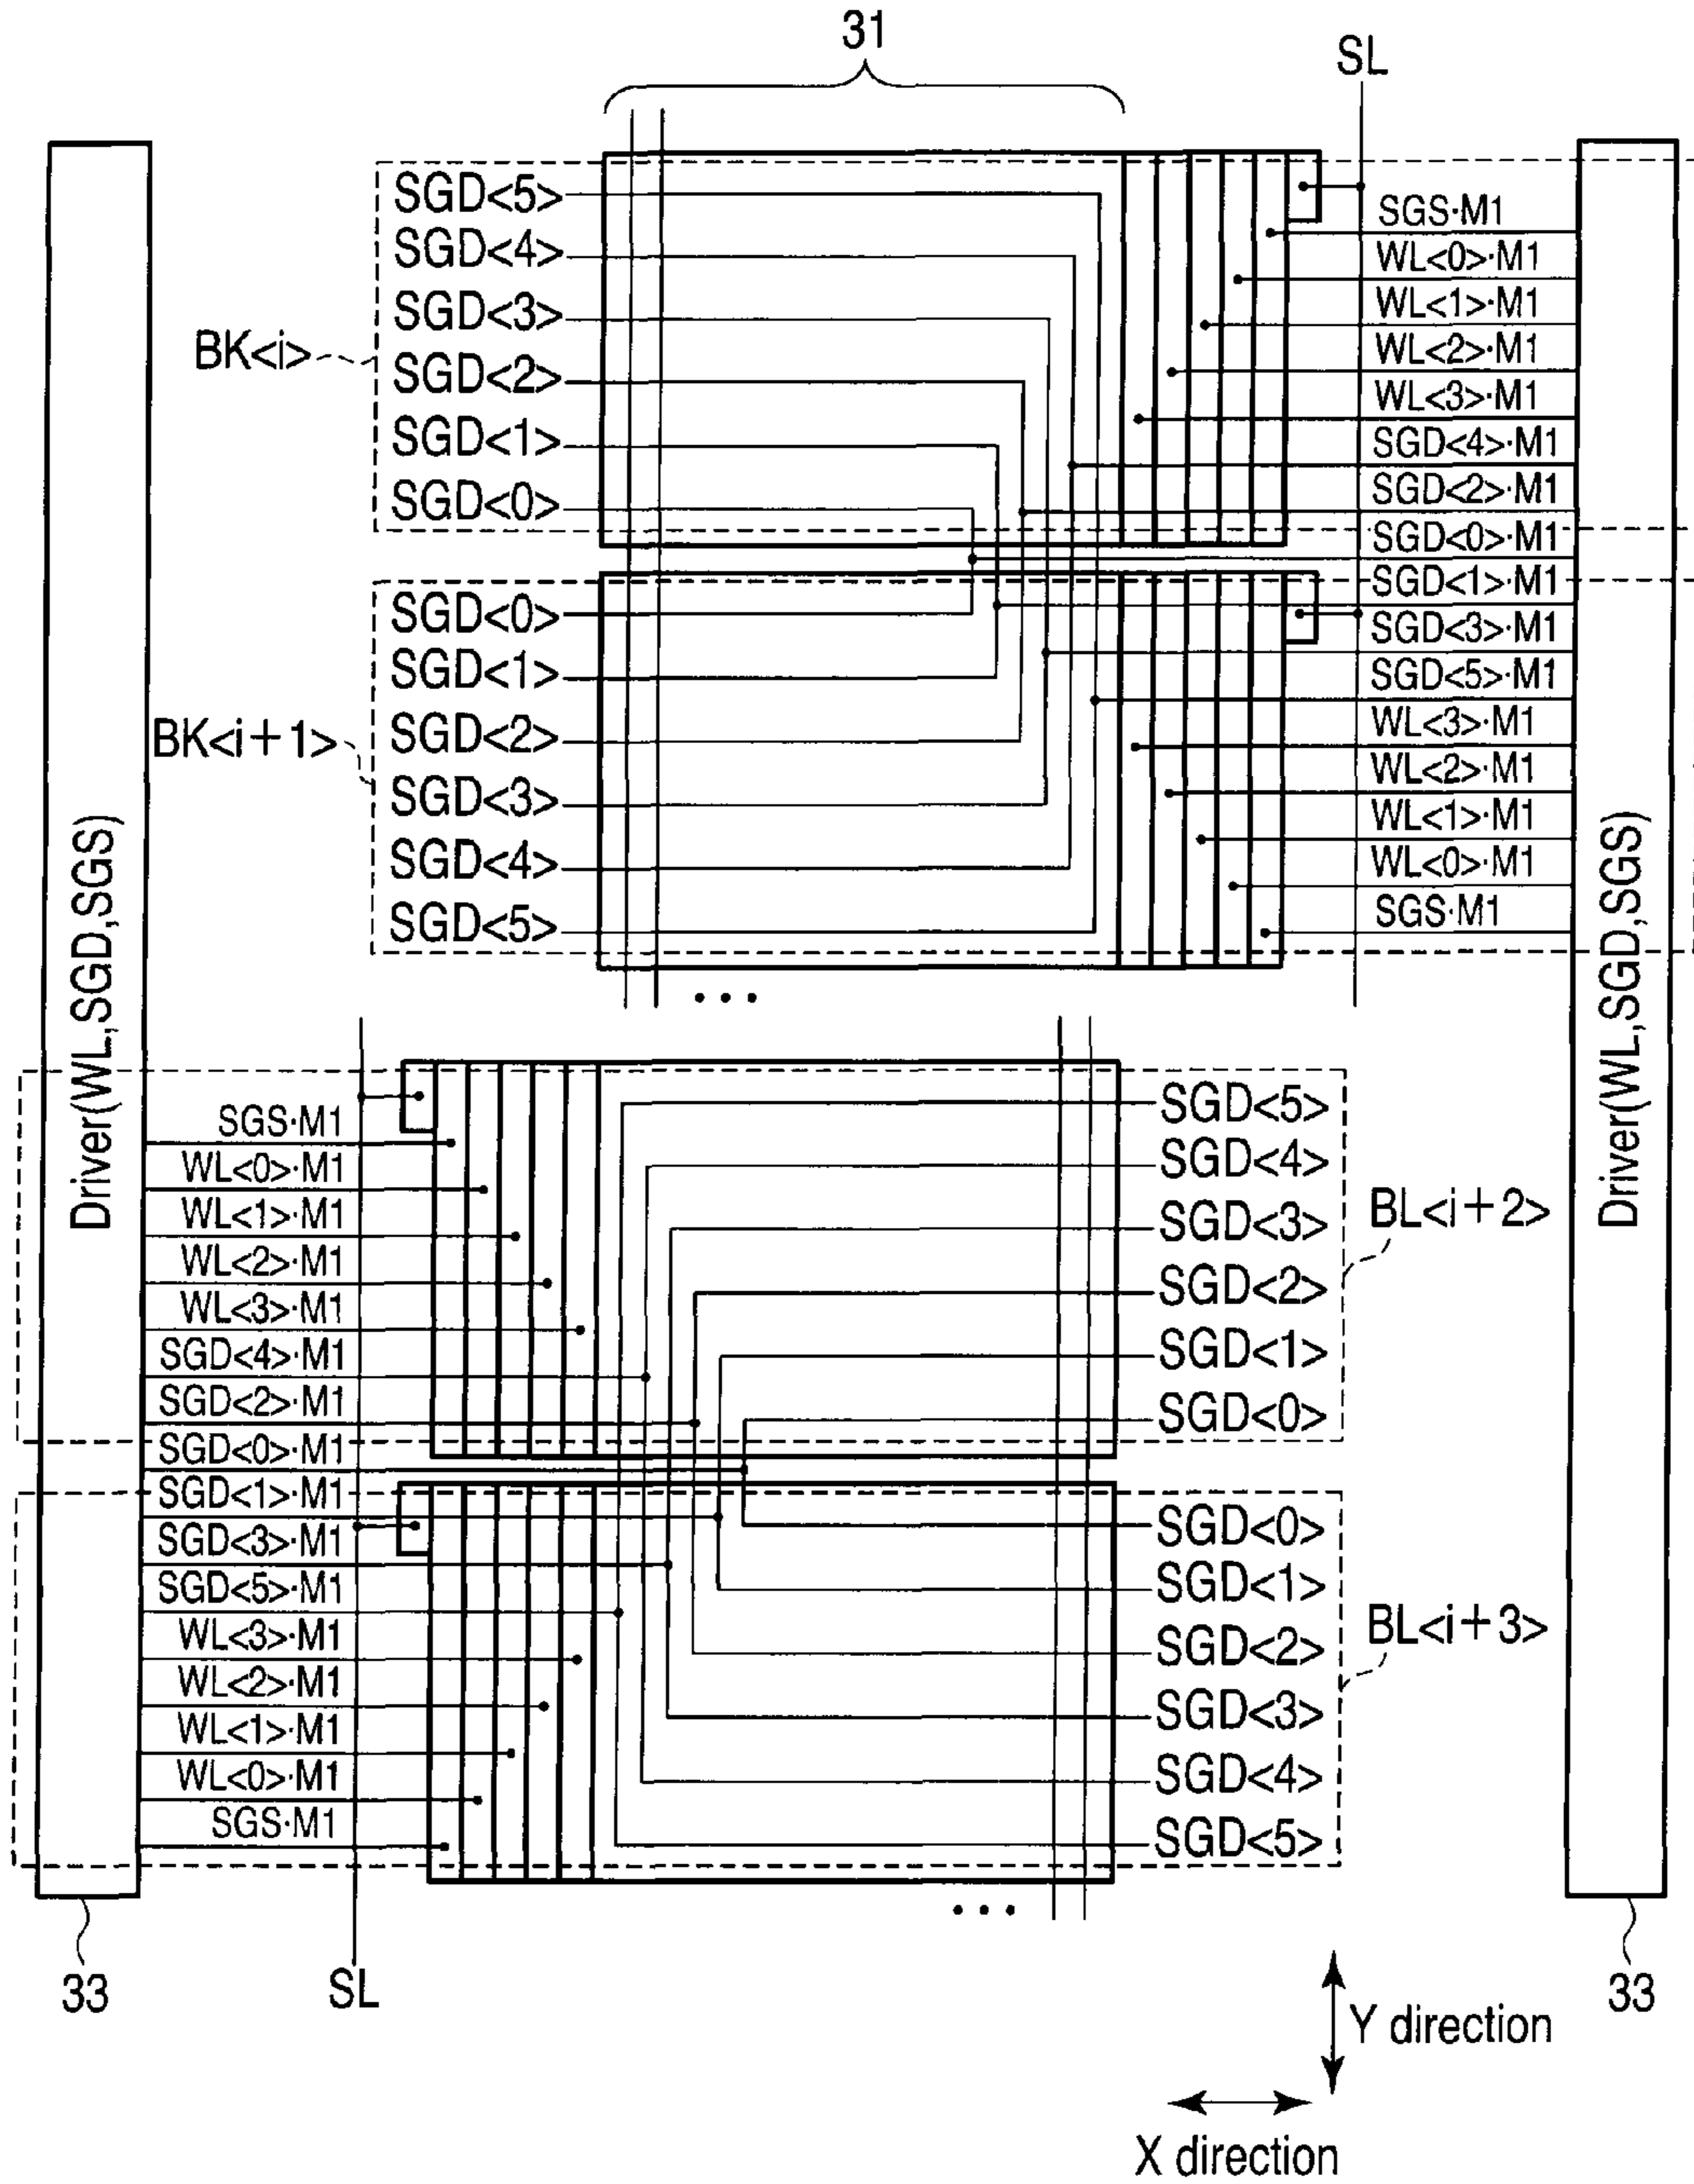 31
SL
SGD<5>
SGD<4>
SGD<3>
SGD<2>
SGD<1>
SGD<0>
BK<i>
SGS·M1
WL<0>·M1
WL<1>·M1
WL<2>·M1
WL<3>·M1
SGD<4>·M1
SGD<2>·M1
SGD<0>·M1
SGD<1>·M1
SGD<3>·M1
SGD<5>·M1
WL<3>·M1
WL<2>·M1
WL<1>·M1
WL<0>·M1
SGS·M1
SGD<0>
SGD<1>
SGD<2>
SGD<3>
SGD<4>
SGD<5>
BK<i+1>
Driver(WL,SGD,SGS)
Driver(WL,SGD,SGS)
SGS·M1
WL<0>·M1
WL<1>·M1
WL<2>·M1
WL<3>·M1
SGD<4>·M1
SGD<2>·M1
SGD<0>·M1
SGD<1>·M1
SGD<3>·M1
SGD<5>·M1
WL<3>·M1
WL<2>·M1
WL<1>·M1
WL<0>·M1
SGS·M1
SGD<5>
SGD<4>
SGD<3>
SGD<2>
SGD<1>
SGD<0>
BL<i+2>
SGD<0>
SGD<1>
SGD<2>
SGD<3>
SGD<4>
SGD<5>
BL<i+3>
33
SL
33
Y direction
X direction